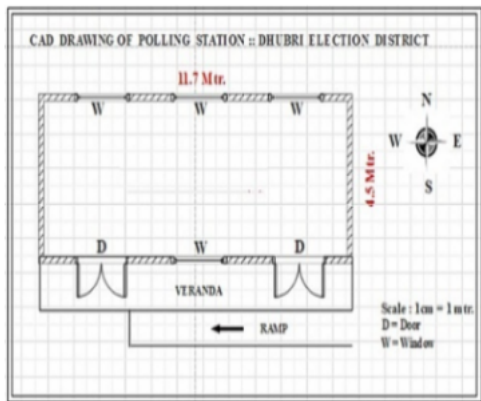 CAD DRAWING OF POLLING STATION :: DHUBRI ELECTION DISTRICT
11.7 Mtr.
W W W
N
W E
S
4.5 Mtr.
D W D
VERANDA
RAMP
Scale : 1cm = 1 mtr.
D = Door
W = Window